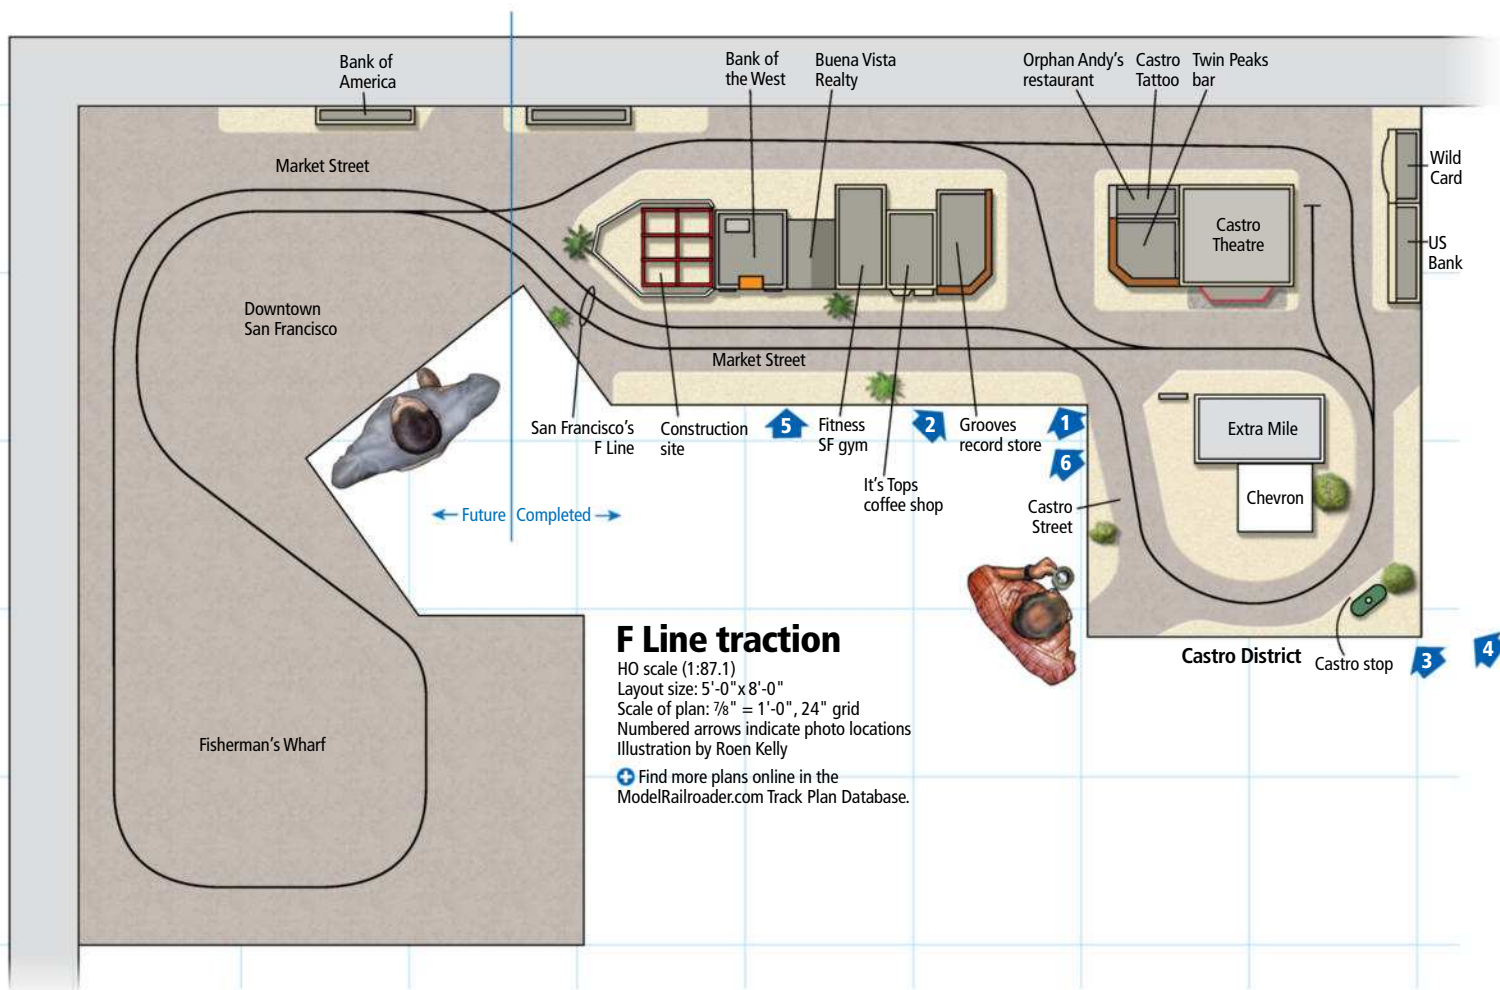 Bank of
America
Bank of
the West
Buena Vista
Realty
Orphan Andy's
restaurant
Castro
Tattoo
Twin Peaks
bar
Wild
Card
US
Bank
Market Street
Castro
Theatre
Downtown
San Francisco
Market Street
San Francisco's
F Line
Construction
site
5
Fitness
SF gym
2
Grooves
record store
1
6
It's Tops
coffee shop
Extra Mile
Chevron
Castro
Street
Future
Completed
F Line traction
HO scale (1:87.1)
Layout size: 5'-0"x 8'-0"
Scale of plan: 7/8" = 1'-0", 24" grid
Numbered arrows indicate photo locations
Illustration by Roen Kelly
Find more plans online in the
ModelRailroader.com Track Plan Database.
Castro District
Castro stop
3
4
Fisherman's Wharf